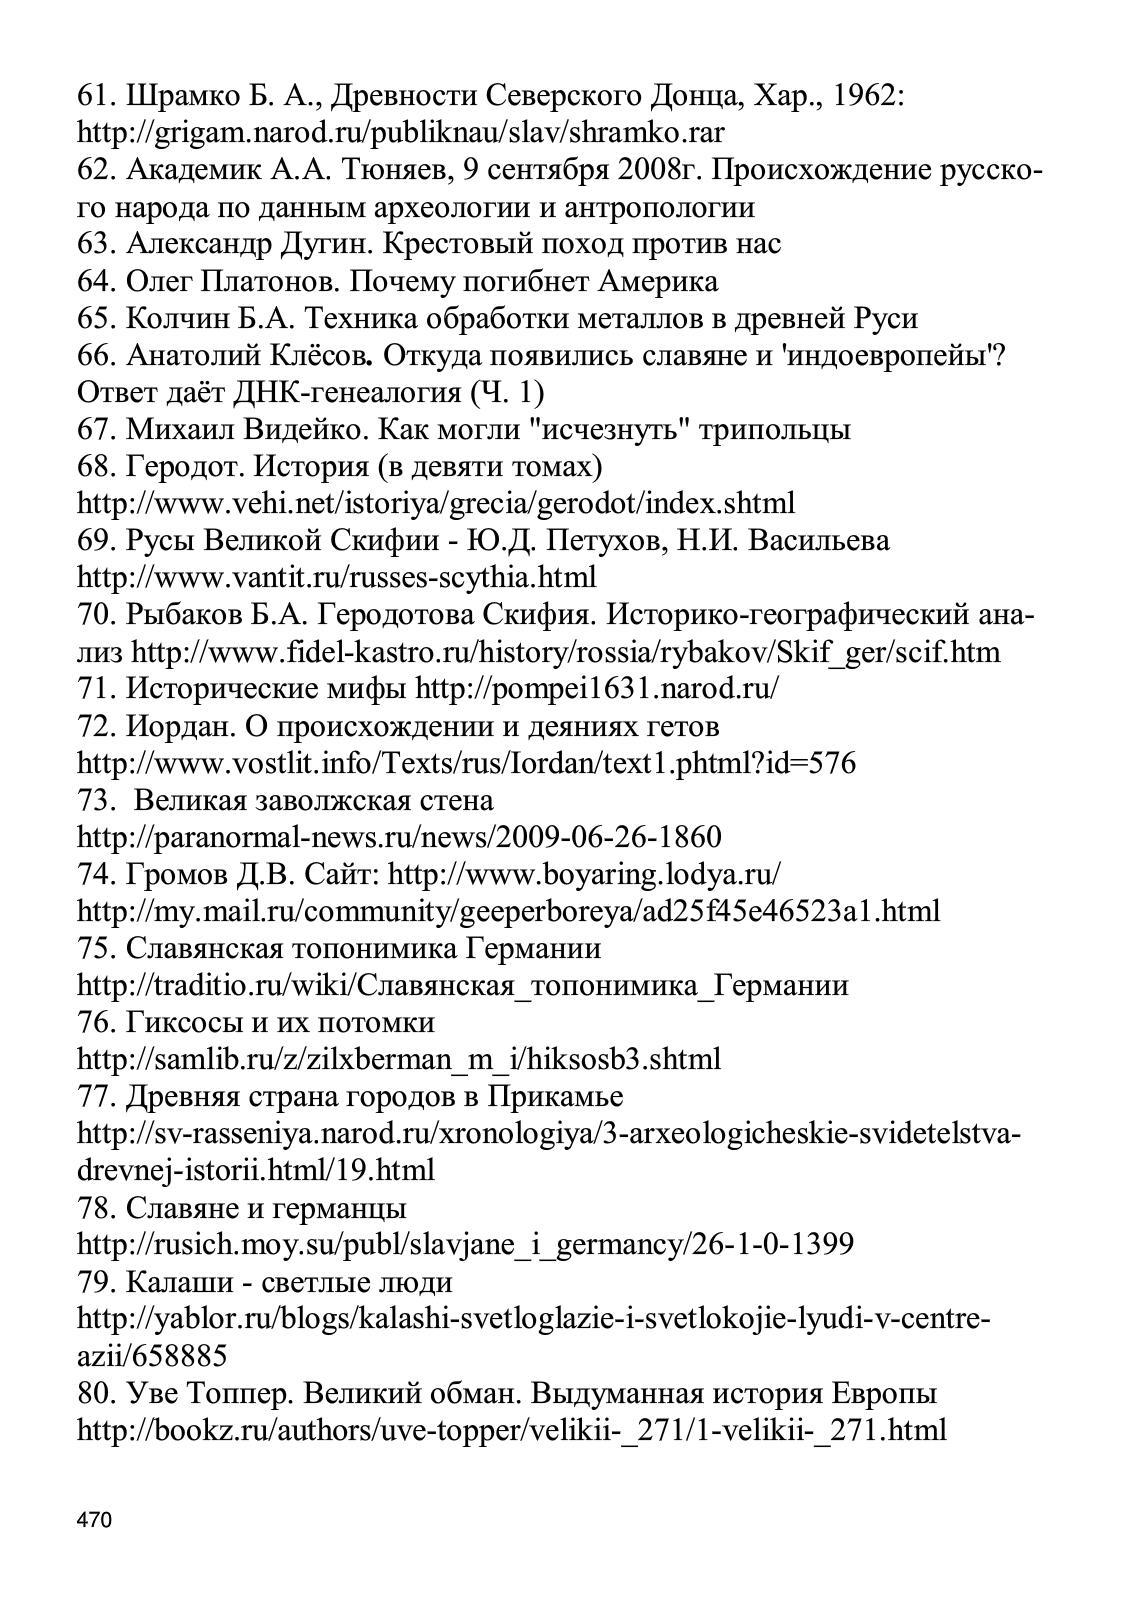 61. Шрамко Б. А., Древности Северского Донца, Хар., 1962:
http://grigam.narod.ru/publiknau/slav/shramko.rar
62. Академик А.А. Тюняев, 9 сентября 2008г. Происхождение русско-
го народа по данным археологии и антропологии
63. Александр Дугин. Крестовый поход против нас
64. Олег Платонов. Почему погибнет Америка
65. Колчин Б.А. Техника обработки металлов в древней Руси
66. Анатолий Клёсов. Откуда появились славяне и 'индоевропейы'?
Ответ даёт ДНК-генеалогия (Ч. 1)
67. Михаил Видейко. Как могли "исчезнуть" трипольцы
68. Геродот. История (в девяти томах)
http://www.vehi.net/istoriya/grecia/gerodot/index.shtml
69. Русы Великой Скифии - Ю.Д. Петухов, Н.И. Васильева
http://www.vantit.ru/russes-scythia.html
70. Рыбаков Б.А. Геродотова Скифия. Историко-географический ана-
лиз http://www.fidel-kastro.ru/history/rossia/rybakov/Skif_ger/scif.htm
71. Исторические мифы http://pompei1631.narod.ru/
72. Иордан. О происхождении и деяниях гетов
http://www.vostlit.info/Texts/rus/Iordan/text1.phtml?id=576
73.  Великая заволжская стена
http://paranormal-news.ru/news/2009-06-26-1860
74. Громов Д.В. Сайт: http://www.boyaring.lodya.ru/
http://my.mail.ru/community/geeperboreya/ad25f45e46523a1.html
75. Славянская топонимика Германии
http://traditio.ru/wiki/Славянская_топонимика_Германии
76. Гиксосы и их потомки
http://samlib.ru/z/zilxberman_m_i/hiksosb3.shtml
77. Древняя страна городов в Прикамье
http://sv-rasseniya.narod.ru/xronologiya/3-arxeologicheskie-svidetelstva-
drevnej-istorii.html/19.html
78. Славяне и германцы
http://rusich.moy.su/publ/slavjane_i_germancy/26-1-0-1399
79. Калаши - светлые люди
http://yablor.ru/blogs/kalashi-svetloglazie-i-svetlokojie-lyudi-v-centre-
azii/658885
80. Уве Топпер. Великий обман. Выдуманная история Европы
http://bookz.ru/authors/uve-topper/velikii-_271/1-velikii-_271.html
470